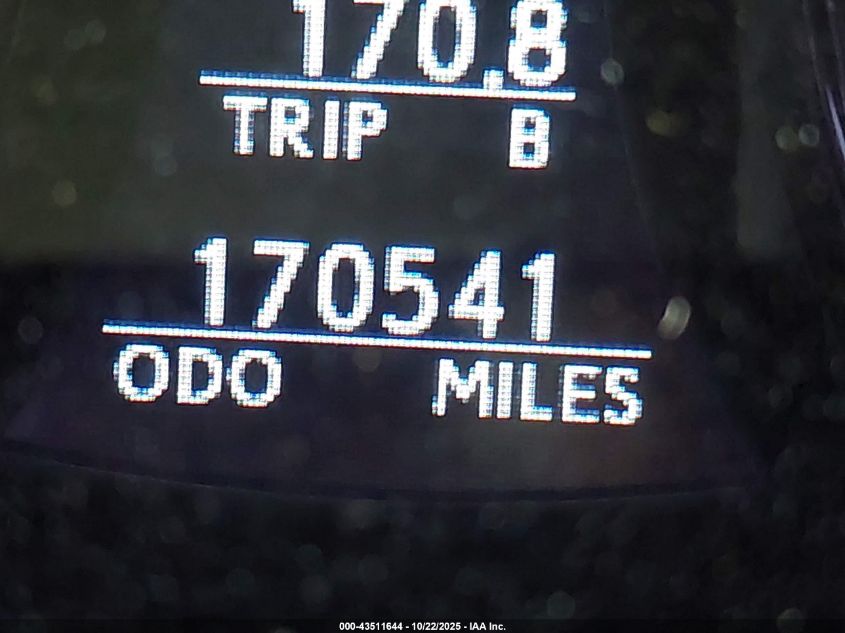 170.8
TRIP B
170541
ODO MILES
000-43511644 - 10/22/2025 - IAA Inc.